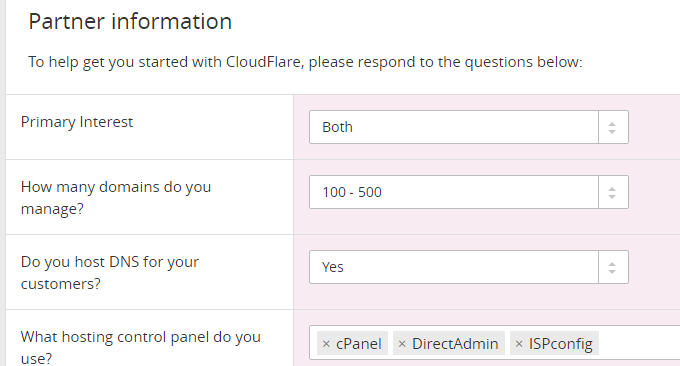 Partner information
To help get you started with CloudFlare, please respond to the questions below:
Primary Interest
Both
How many domains do you
manage?
100 - 500
Do you host DNS for your
customers?
Yes
What hosting control panel do you
use?
× cPanel × DirectAdmin × ISPconfig